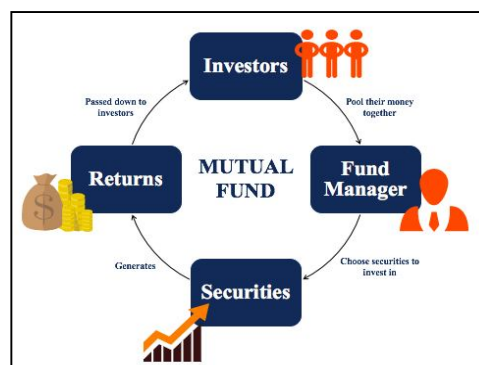 Investors
Passed down to
investors
Pool their money
together
Returns
MUTUAL
FUND
Fund
Manager
$
Generates
Choose securities to
invest in
Securities